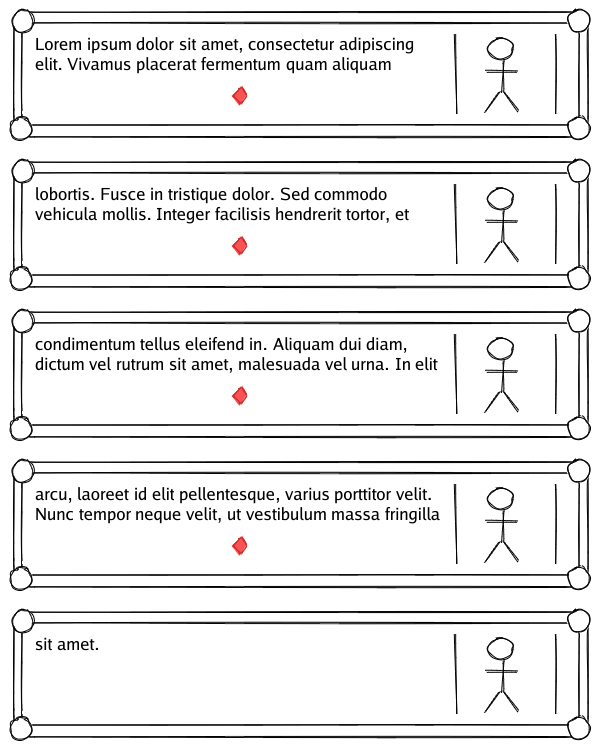 Lorem ipsum dolor sit amet, consectetur adipiscing
elit. Vivamus placerat fermentum quam aliquam
lobortis. Fusce in tristique dolor. Sed commodo
vehicula mollis. Integer facilisis hendrerit tortor, et
condimentum tellus eleifend in. Aliquam dui diam,
dictum vel rutrum sit amet, malesuada vel urna. In elit
arcu, laoreet id elit pellentesque, varius porttitor velit.
Nunc tempor neque velit, ut vestibulum massa fringilla
sit amet.